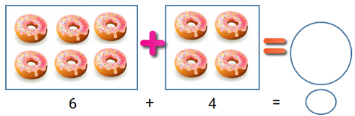 6 + 4 =